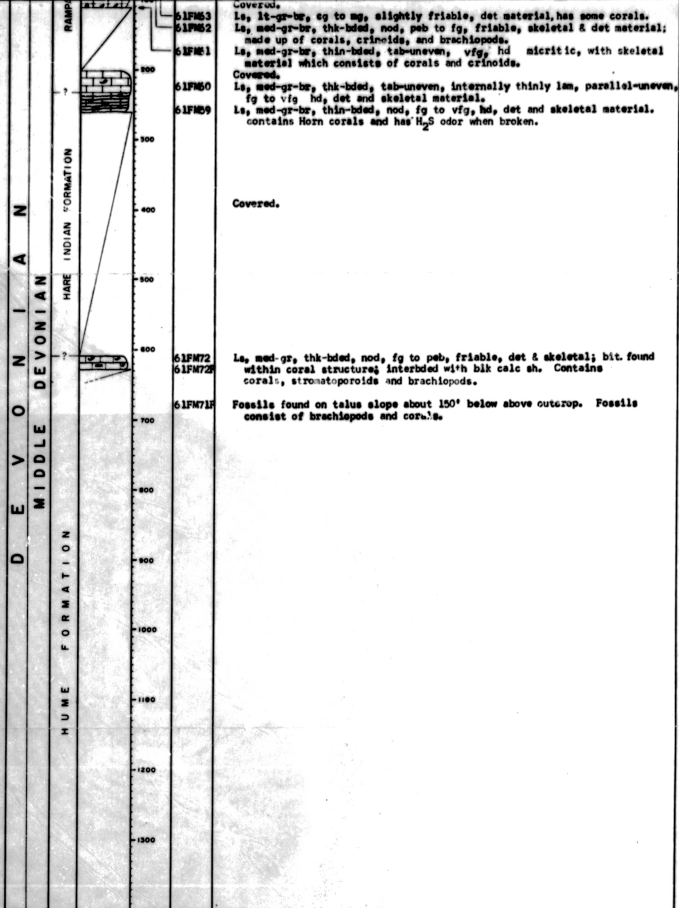 DEVONIAN
MIDDLE DEVONIAN
RAMP
HARE INDIAN FORMATION
HUME FORMATION
?
?
200
300
400
500
600
700
800
900
1000
1100
1200
1300
Covered.
61FM53 Ls, lt-gr-br, cg to mg, slightly friable, det material, has some corals.
61FM52 Ls, med-gr-br, thk-bded, nod, peb to fg, friable, skeletal & det material;
made up of corals, crinoids, and brachiopods.
61FM51 Ls, med-gr-br, thin-bded, tab-uneven, vfg, hd micritic, with skeletal
material which consists of corals and crinoids.
Covered.
61FM50 Ls, med-gr-br, thk-bded, tab-uneven, internally thinly lam, parallel-uneven,
fg to vfg hd, det and skeletal material.
61FM59 Ls, med-gr-br, thin-bded, nod, fg to vfg, hd, det and skeletal material.
contains Horn corals and has H2S odor when broken.
Covered.
61FM72 Ls, med-gr, thk-bded, nod, fg to peb, friable, det & skeletal; bit. found
61FM72F within coral structure; interbded with blk calc sh. Contains
corals, stromatoporoids and brachiopods.
61FM71F Fossils found on talus slope about 150' below above outcrop. Fossils
consist of brachiopods and corals.